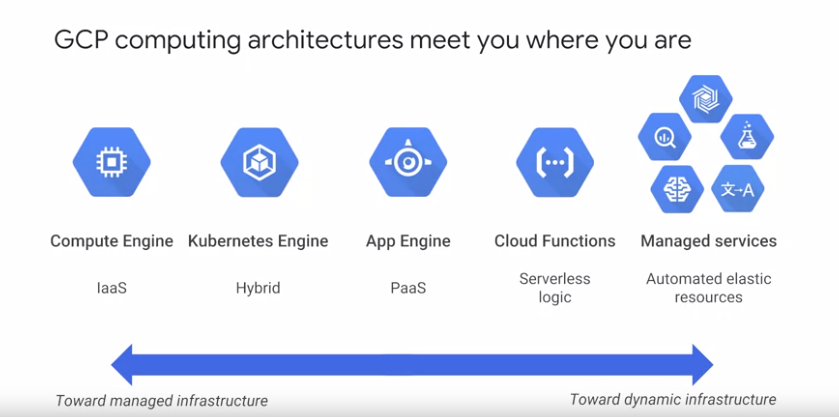 GCP computing architectures meet you where you are
文→A
Compute Engine
Kubernetes Engine
App Engine
Cloud Functions
Managed services
IaaS
Hybrid
PaaS
Serverless
logic
Automated elastic
resources
Toward managed infrastructure
Toward dynamic infrastructure